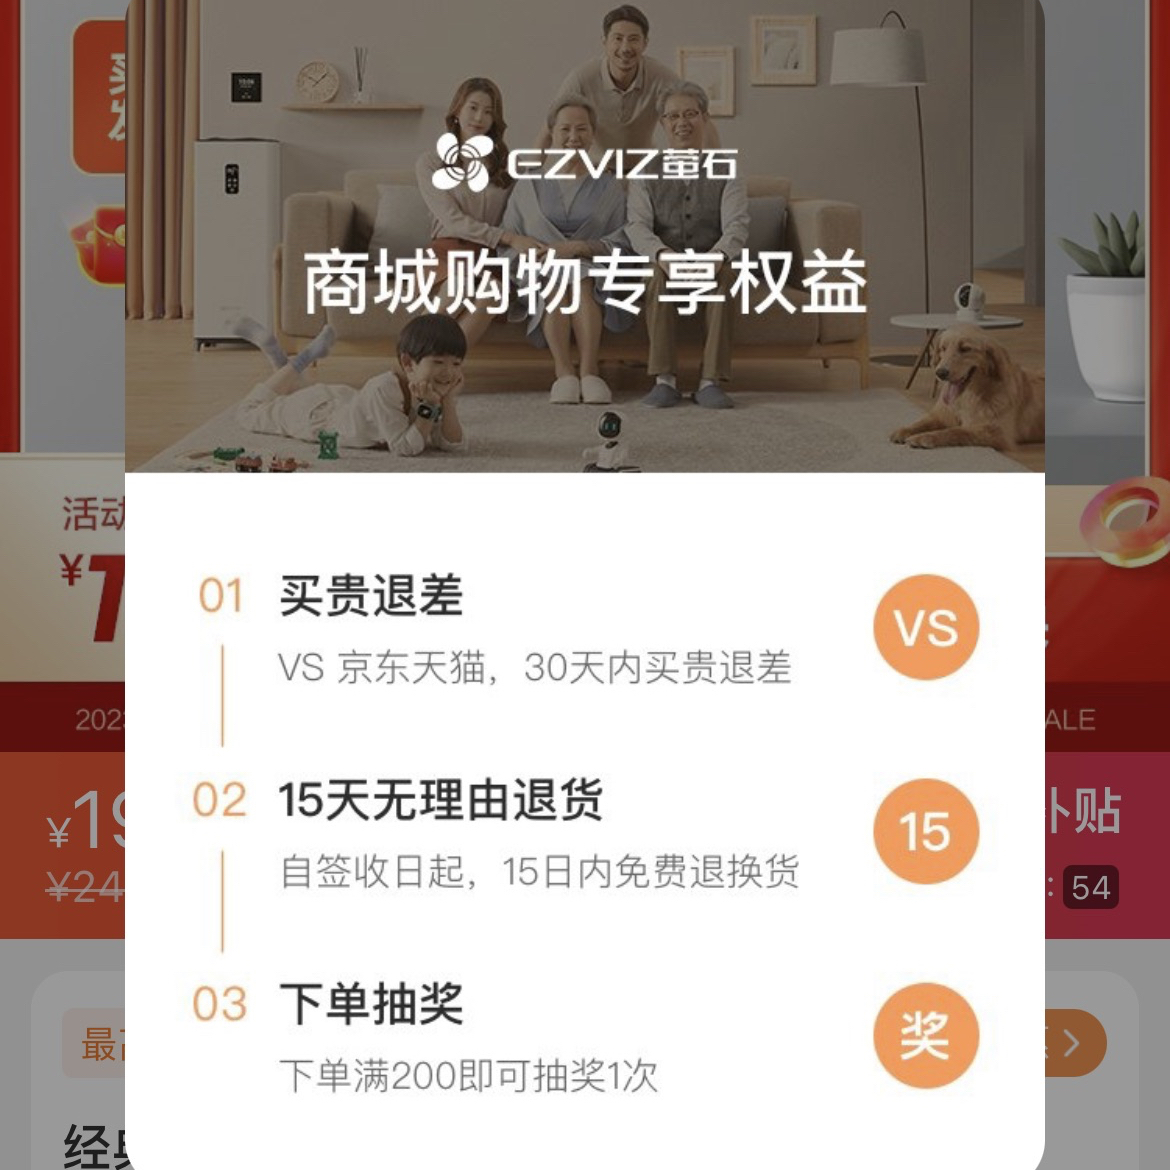 EZVIZ萤石
商城购物专享权益
01 买贵退差
VS 京东天猫，30天内买贵退差
VS
02 15天无理由退货
自签收日起，15日内免费退换货
15
03 下单抽奖
下单满200即可抽奖1次
奖
活动
¥1
202
ALE
¥19
补贴
¥24
: 54
最高
经典